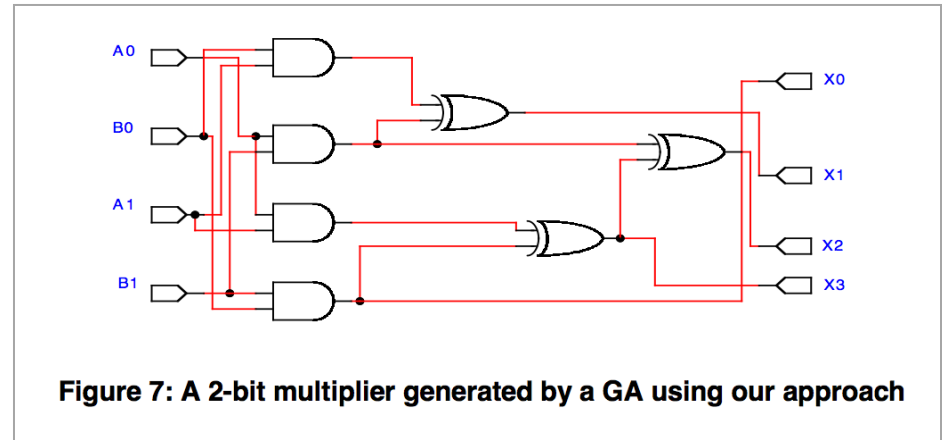 A0
B0
A1
B1
X0
X1
X2
X3
Figure 7: A 2-bit multiplier generated by a GA using our approach